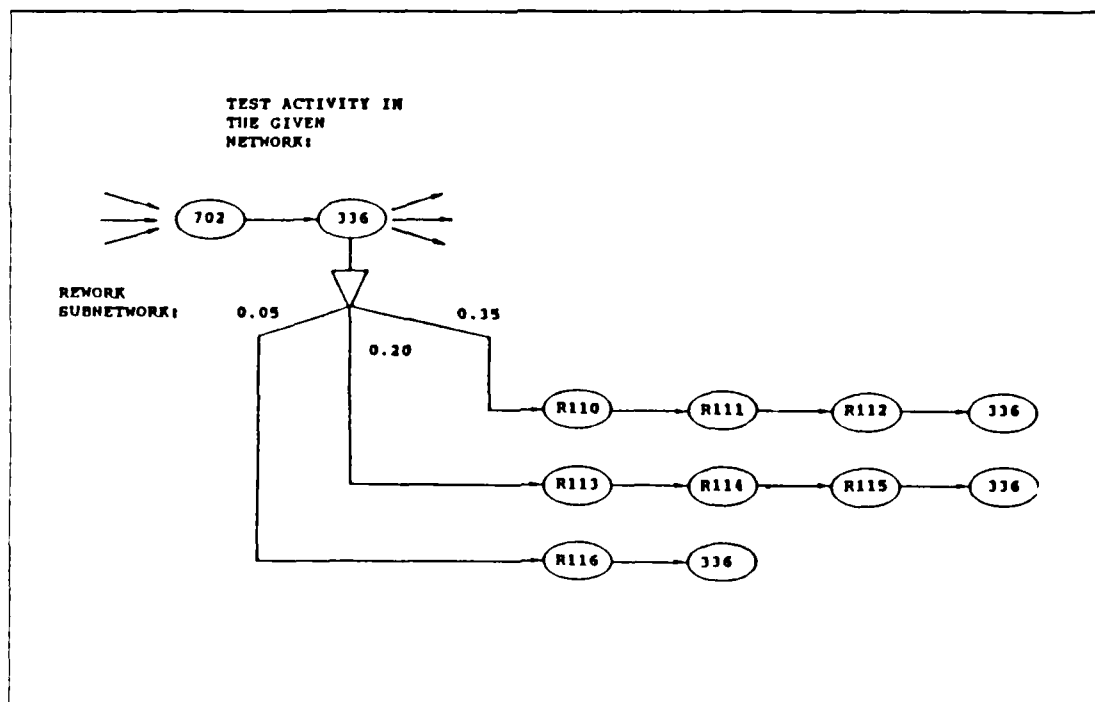 TEST ACTIVITY IN
THE GIVEN
NETWORK:
702 336
REWORK
SUBNETWORK:
0.05 0.35
0.20
R110 R111 R112 336
R113 R114 R115 336
R116 336